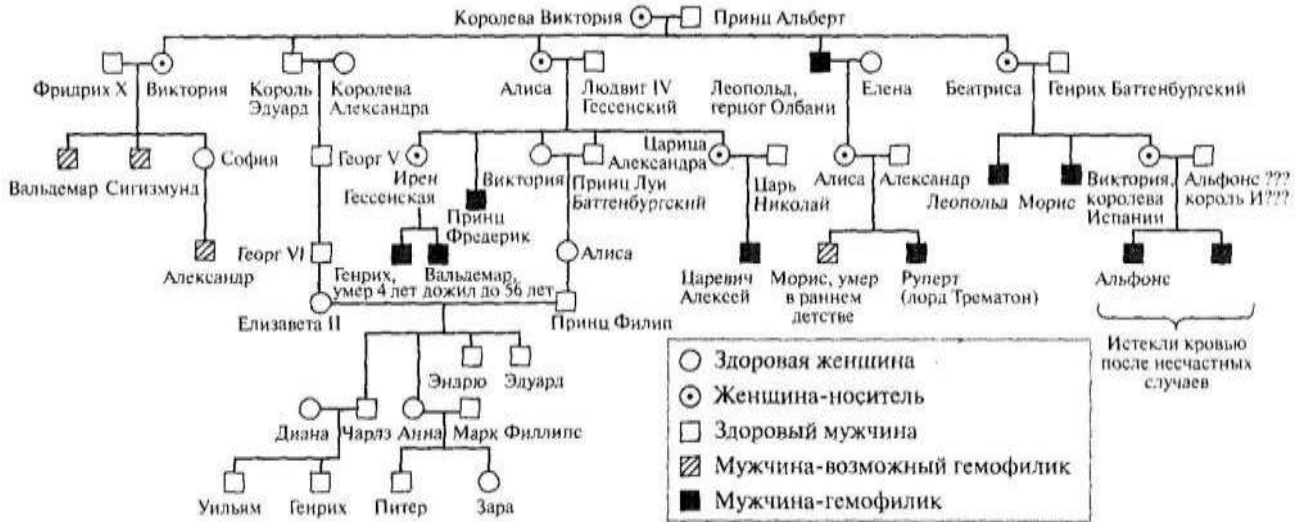 Королева Виктория
Принц Альберт
Фридрих X
Виктория
Король
Эдуард
Королева
Александра
Алиса
Людвиг IV
Гессенский
Леопольд,
герцог Олбани
Елена
Беатриса
Генрих Баттенбургский
Вальдемар
Сигизмунд
София
Георг V
Ирен
Гессенская
Принц
Фредерик
Виктория
Принц Луи
Баттенбургский
Царица
Александра
Царь
Николай
Алиса
Александр
Леопольд
Морис
Виктория,
королева
Испании
Альфонс ???
король И???
Александр
Георг VI
Генрих,
умер 4 лет
Вальдемар,
дожил до 56 лет
Алиса
Царевич
Алексей
Морис, умер
в раннем
детстве
Руперт
(лорд Трематон)
Альфонс
Истекли кровью
после несчастных
случаев
Елизавета II
Принц Филип
Эндрю
Эдуард
Диана
Чарлз
Анна
Марк Филлипс
Уильям
Генрих
Питер
Зара
Здоровая женщина
Женщина-носитель
Здоровый мужчина
Мужчина-возможный гемофилик
Мужчина-гемофилик